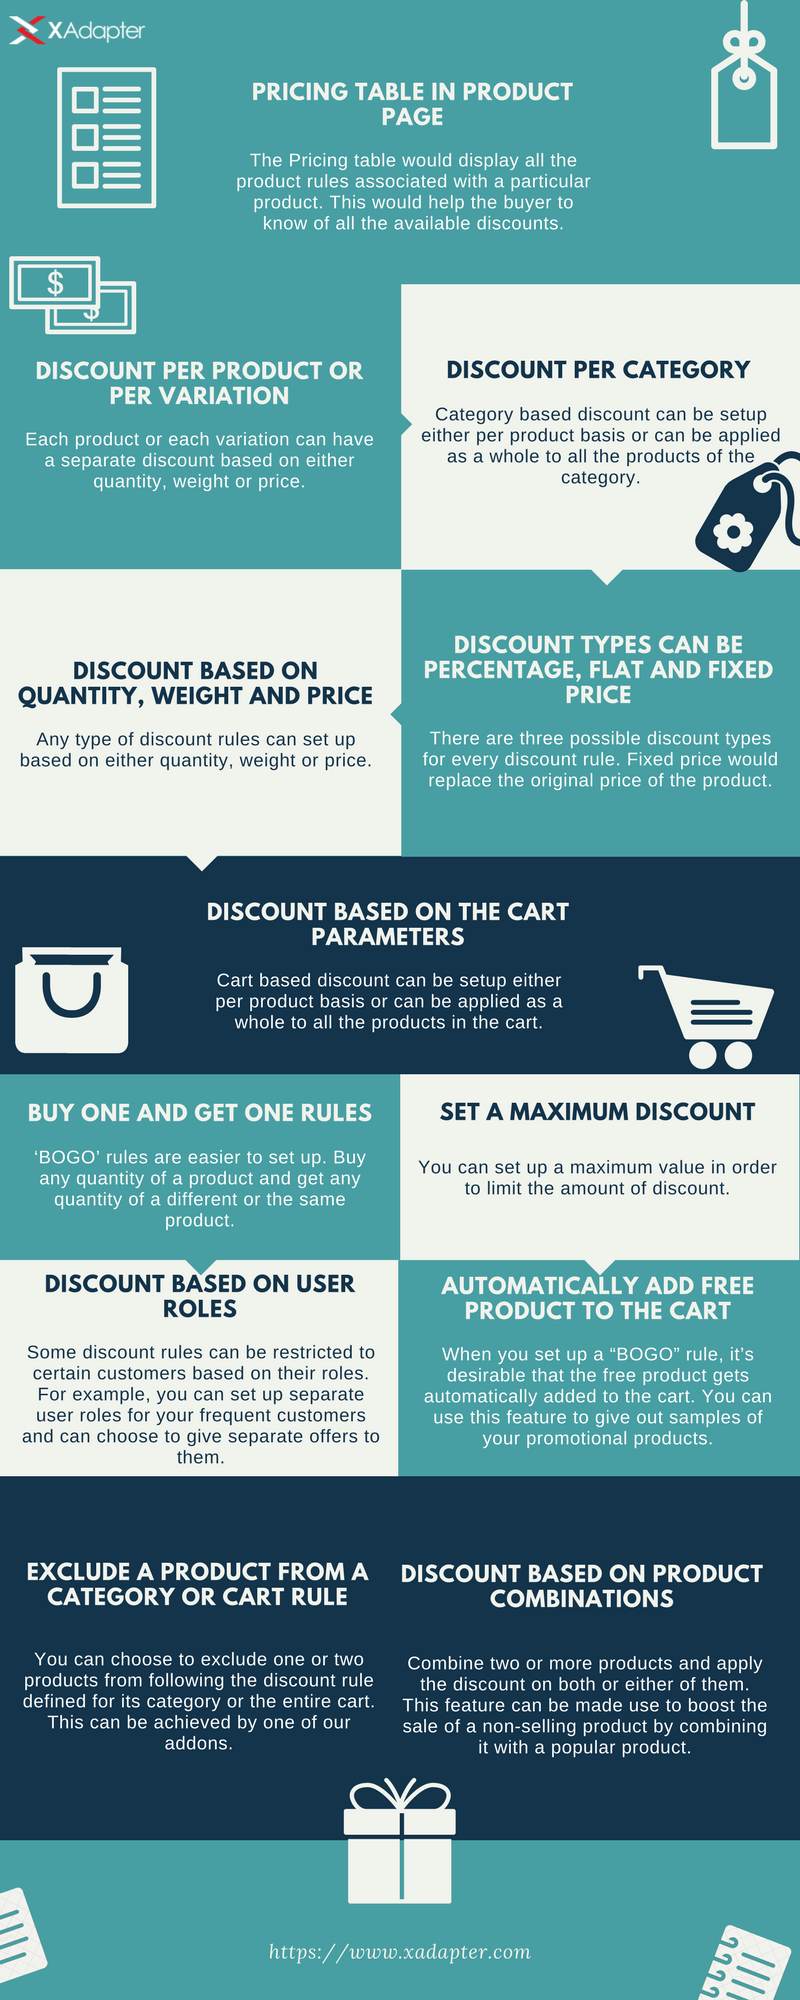 XAdapter
PRICING TABLE IN PRODUCT
PAGE
The Pricing table would display all the
product rules associated with a particular
product. This would help the buyer to
know of all the available discounts.
$
$
DISCOUNT PER PRODUCT OR
PER VARIATION
Each product or each variation can have
a separate discount based on either
quantity, weight or price.
DISCOUNT PER CATEGORY
Category based discount can be setup
either per product basis or can be applied
as a whole to all the products of the
category.
DISCOUNT BASED ON
QUANTITY, WEIGHT AND PRICE
Any type of discount rules can set up
based on either quantity, weight or price.
DISCOUNT TYPES CAN BE
PERCENTAGE, FLAT AND FIXED
PRICE
There are three possible discount types
for every discount rule. Fixed price would
replace the original price of the product.
DISCOUNT BASED ON THE CART
PARAMETERS
Cart based discount can be setup either
per product basis or can be applied as a
whole to all the products in the cart.
BUY ONE AND GET ONE RULES
‘BOGO’ rules are easier to set up. Buy
any quantity of a product and get any
quantity of a different or the same
product.
SET A MAXIMUM DISCOUNT
You can set up a maximum value in order
to limit the amount of discount.
DISCOUNT BASED ON USER
ROLES
Some discount rules can be restricted to
certain customers based on their roles.
For example, you can set up separate
user roles for your frequent customers
and can choose to give separate offers to
them.
AUTOMATICALLY ADD FREE
PRODUCT TO THE CART
When you set up a “BOGO” rule, it’s
desirable that the free product gets
automatically added to the cart. You can
use this feature to give out samples of
your promotional products.
EXCLUDE A PRODUCT FROM A
CATEGORY OR CART RULE
You can choose to exclude one or two
products from following the discount rule
defined for its category or the entire cart.
This can be achieved by one of our
addons.
DISCOUNT BASED ON PRODUCT
COMBINATIONS
Combine two or more products and apply
the discount on both or either of them.
This feature can be made use to boost the
sale of a non-selling product by combining
it with a popular product.
https://www.xadapter.com